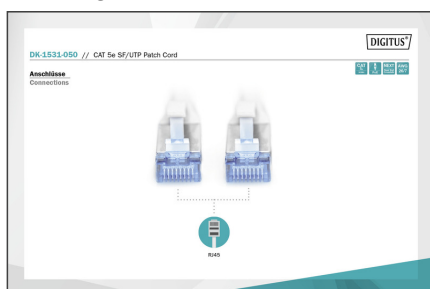 DIGITUS®
DK-1531-050 // CAT 5e SF/UTP Patch Cord
Anschlüsse
Connections
RJ45